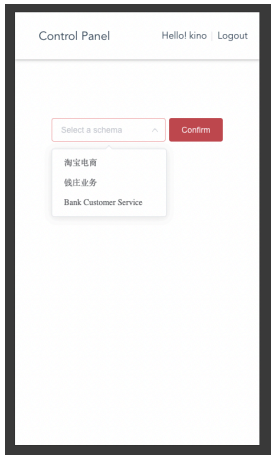 Control Panel
Hello! kino | Logout
Select a schema
Confirm
淘宝电商
钱庄业务
Bank Customer Service